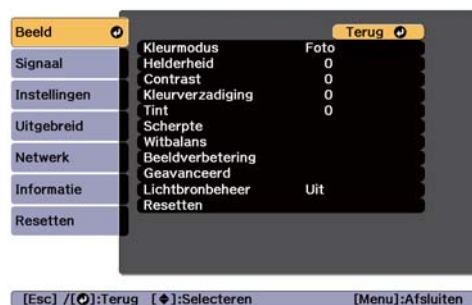 Beeld
Signaal
Instellingen
Uitgebreid
Netwerk
Informatie
Resetten
Terug
Kleurmodus Foto
Helderheid 0
Contrast 0
Kleurverzadiging 0
Tint 0
Scherpte
Witbalans
Beeldverbetering
Geavanceerd
Lichtbronbeheer Uit
Resetten
[Esc] /[ ]:Terug [ ]:Selecteren [Menu]:Afsluiten